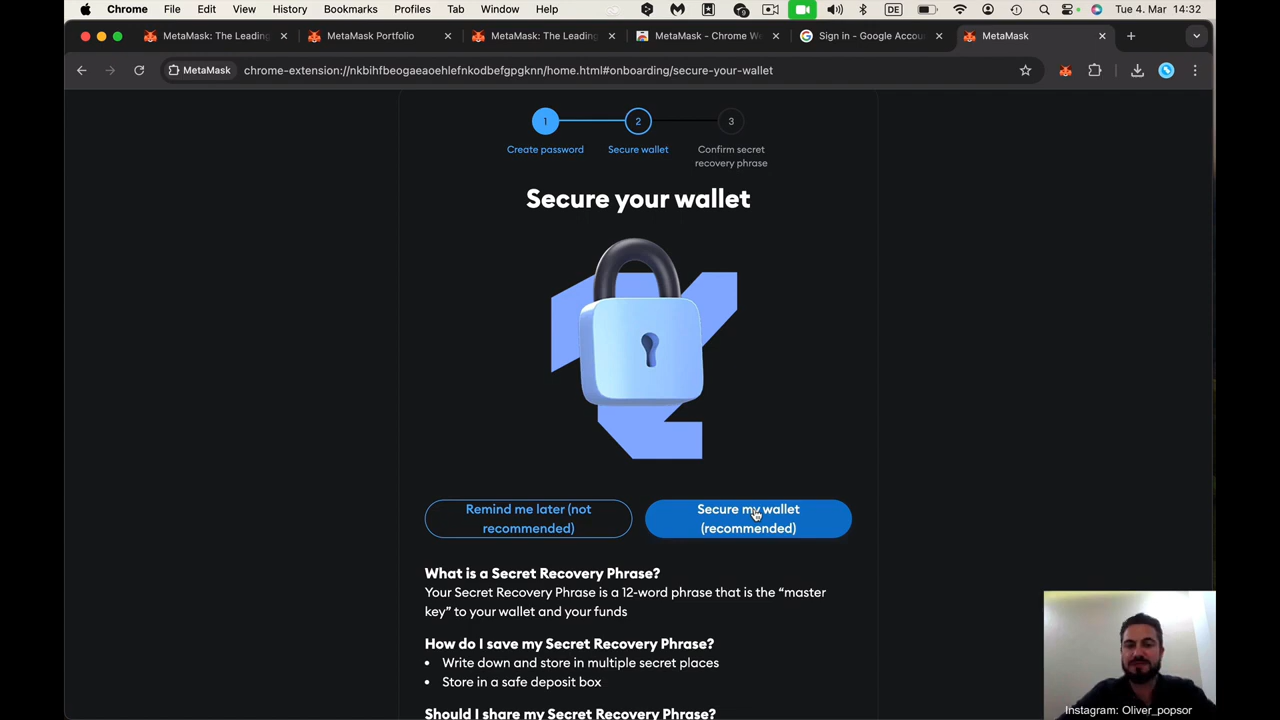 Chrome File Edit View History Bookmarks Profiles Tab Window Help DE Tue 4. Mar 14:32
MetaMask: The Leading MetaMask Portfolio MetaMask: The Leading MetaMask - Chrome We Sign in - Google Accou MetaMask
MetaMask chrome-extension://nkbihfbeogaeaoehlefnkodbefgpgknn/home.html#onboarding/secure-your-wallet
1 2 3
Create password Secure wallet Confirm secret
recovery phrase
Secure your wallet
Remind me later (not
recommended)
Secure my wallet
(recommended)
What is a Secret Recovery Phrase?
Your Secret Recovery Phrase is a 12-word phrase that is the “master
key” to your wallet and your funds
How do I save my Secret Recovery Phrase?
• Write down and store in multiple secret places
• Store in a safe deposit box
Should I share my Secret Recovery Phrase?
Instagram: Oliver_popsor